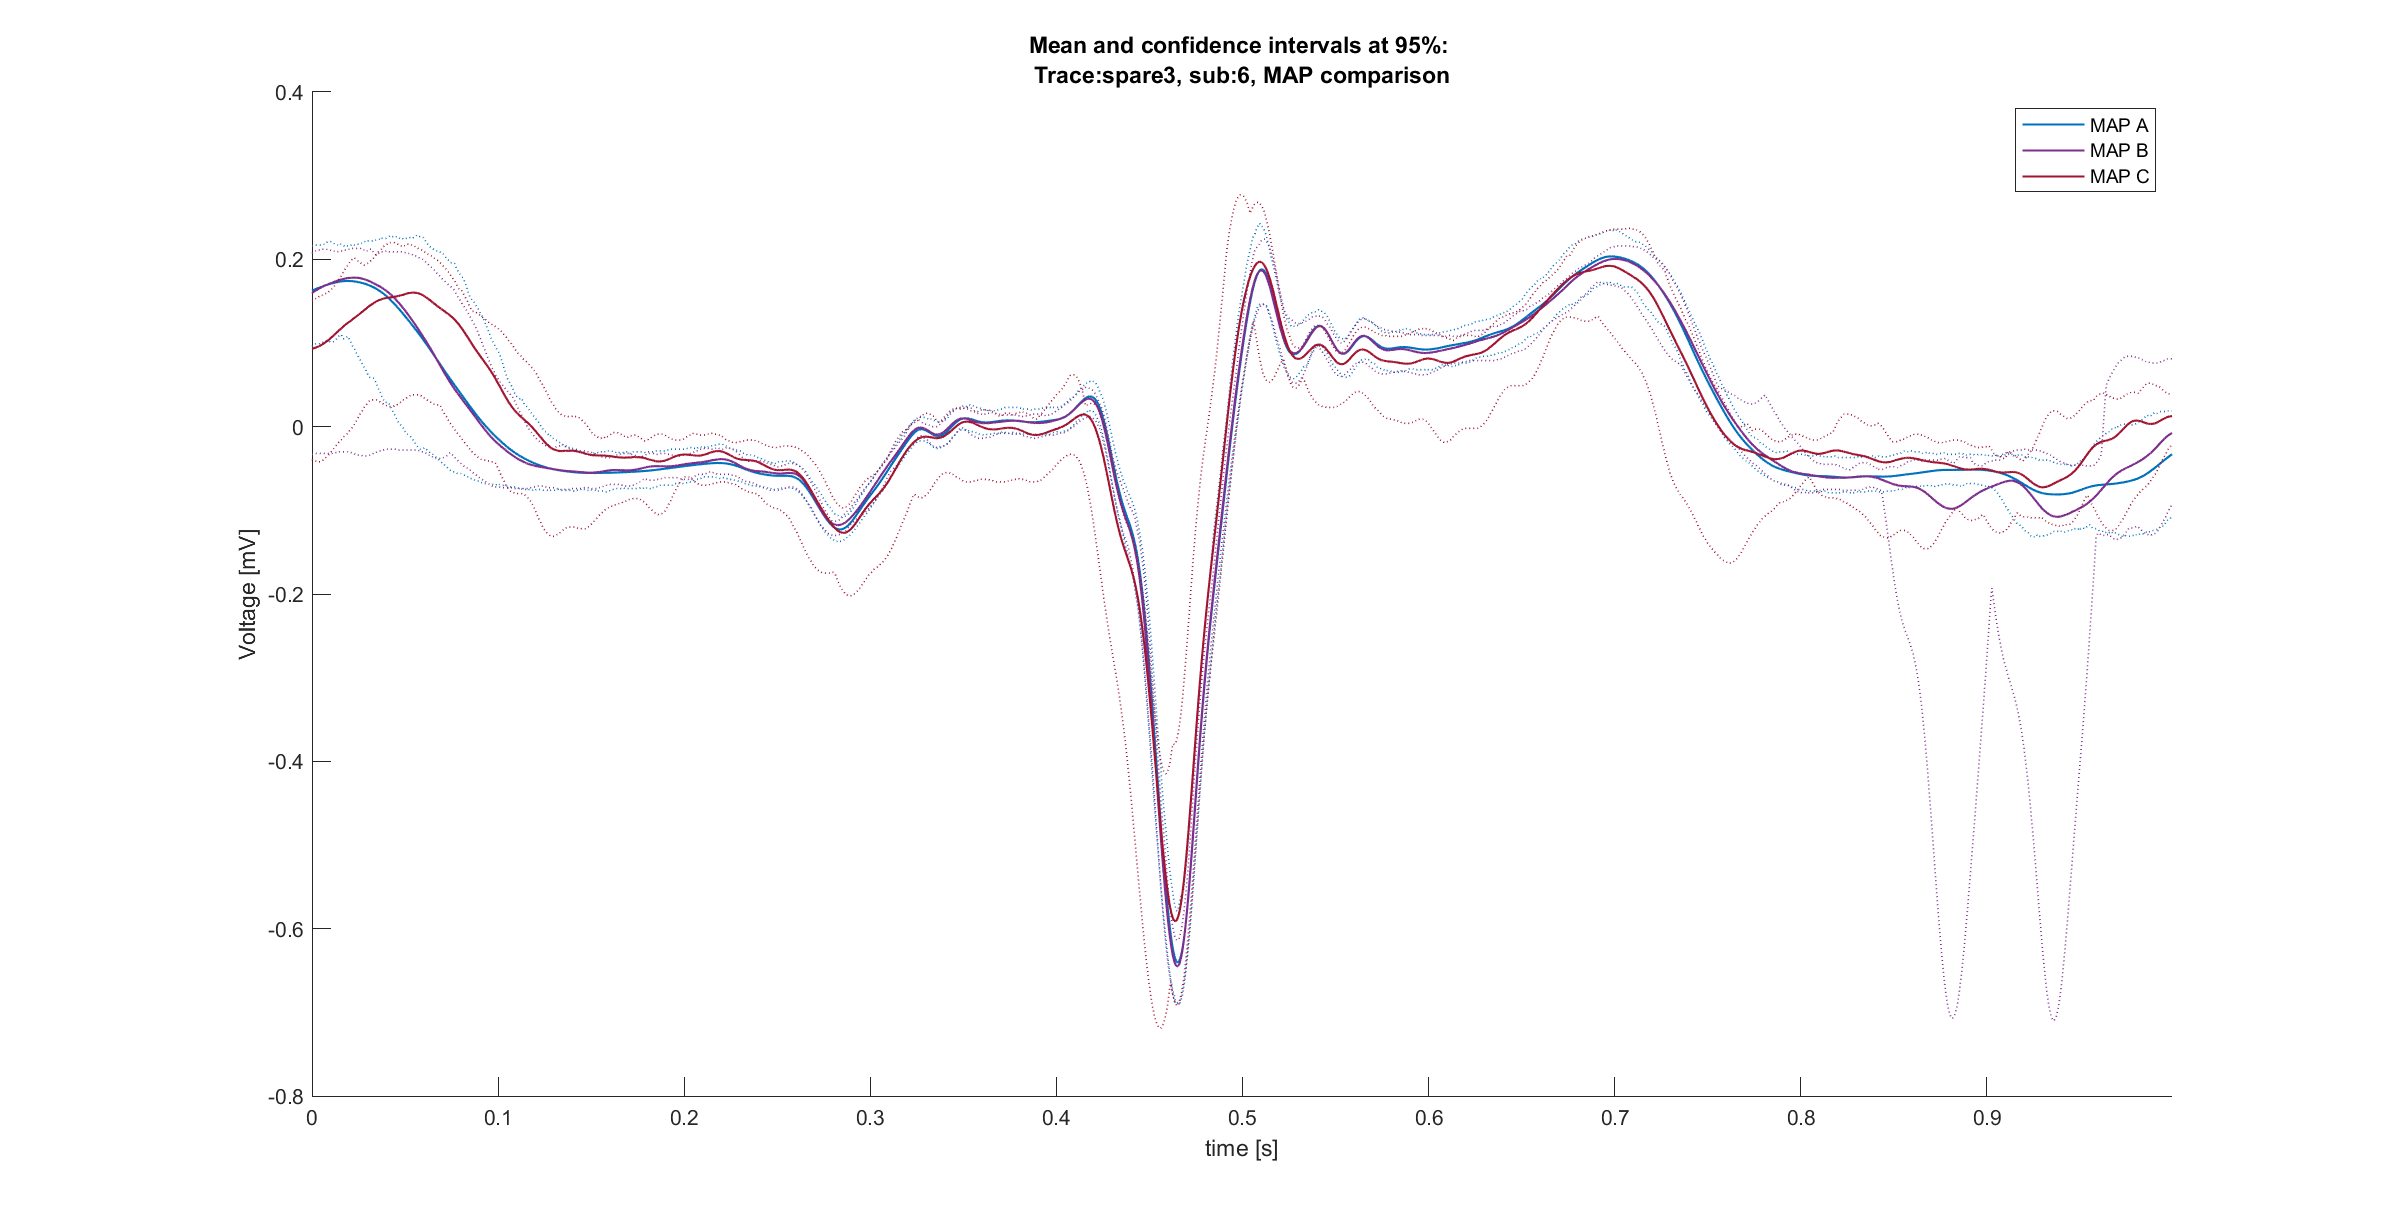 Mean and confidence intervals at 95%:
Trace:spare3, sub:6, MAP comparison
MAP A
MAP B
MAP C
0.4
0.2
0
-0.2
-0.4
-0.6
-0.8
Voltage [mV]
0 0.1 0.2 0.3 0.4 0.5 0.6 0.7 0.8 0.9
time [s]